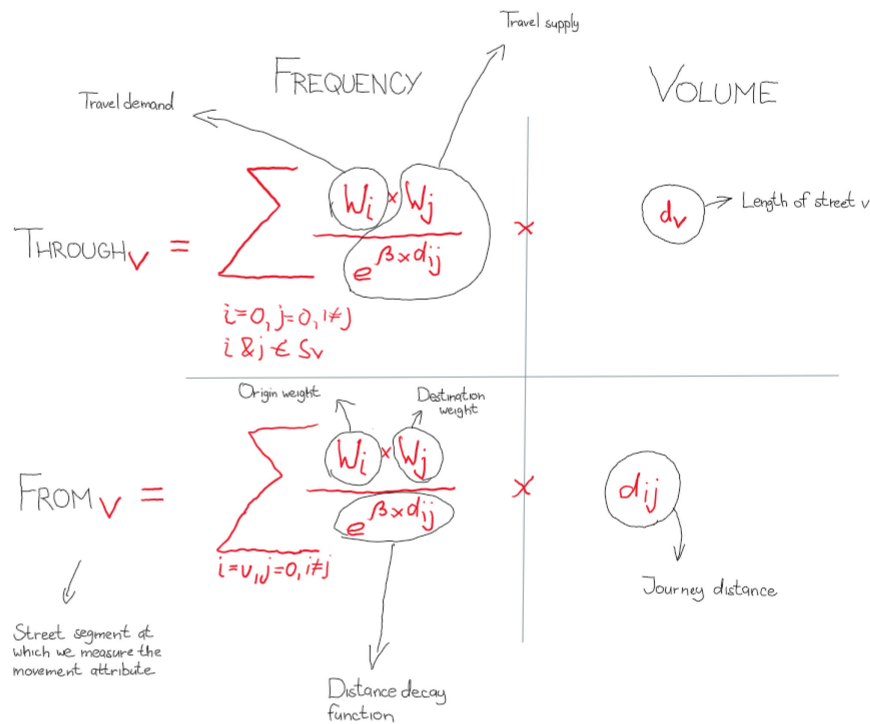 Travel supply
FREQUENCY
VOLUME
Travel demand
THROUGHv = Σ Wi × Wj / e^β×dij × dv
Length of street v
i=0, j=0, i≠j
i & j ∈ Sv
Origin weight
Destination
weight
FROMv = Σ Wi × Wj / e^β×dij × dij
i=v, j=0, i≠j
Journey distance
Street segment at
which we measure the
movement attribute
Distance decay
function